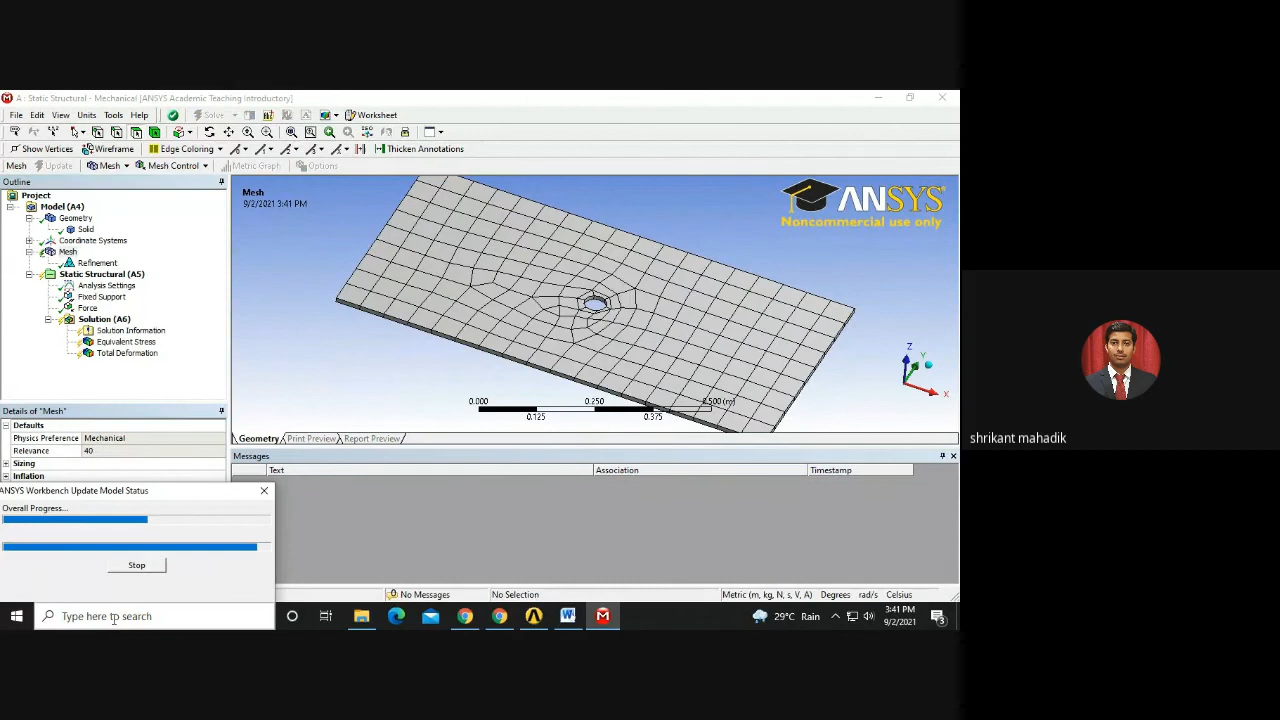 A : Static Structural - Mechanical [ANSYS Academic Teaching Introductory]
File Edit View Units Tools Help Solve Worksheet
Show Vertices Wireframe Edge Coloring Thicken Annotations
Mesh Update Mesh Mesh Control Metric Graph Options
Outline
Project
Model (A4)
Geometry
Solid
Coordinate Systems
Mesh
Refinement
Static Structural (A5)
Analysis Settings
Fixed Support
Force
Solution (A6)
Solution Information
Equivalent Stress
Total Deformation
Details of "Mesh"
Defaults
Physics Preference Mechanical
Relevance 40
Sizing
Inflation
ANSYS Workbench Update Model Status
Overall Progress...
Stop
Mesh
9/2/2021 3:41 PM
ANSYS
Noncommercial use only
Z
Y
X
0.000 0.250 0.500 (m)
0.125 0.375
Geometry Print Preview Report Preview
Messages
Text Association Timestamp
No Messages No Selection Metric (m, kg, N, s, V, A) Degrees rad/s Celsius
Type here to search
29°C Rain
3:41 PM
9/2/2021
3
shrikant mahadik